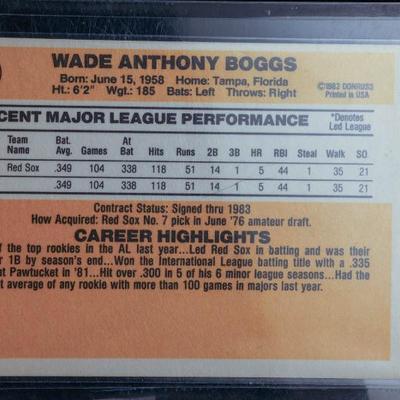 WADE ANTHONY BOGGS
Born: June 15, 1958 Home: Tampa, Florida
Ht.: 6'2" Wgt.: 185 Bats: Left Throws: Right
©1983 DONRUSS
Printed in USA
CENT MAJOR LEAGUE PERFORMANCE
*Denotes
Led League
Team Name Bat. Avg. Games At Bat Hits Runs 2B 3B HR RBI Steal Walk SO
Red Sox .349 104 338 118 51 14 1 5 44 1 35 21
.349 104 338 118 51 14 1 5 44 1 35 21
Contract Status: Signed thru 1983
How Acquired: Red Sox No. 7 pick in June '76 amateur draft.
CAREER HIGHLIGHTS
of the top rookies in the AL last year...Led Red Sox in batting and was their
r 1B by season's end...Won the International League batting title with a .335
at Pawtucket in '81...Hit over .300 in 5 of his 6 minor league seasons...Had the
st average of any rookie with more than 100 games in majors last year.